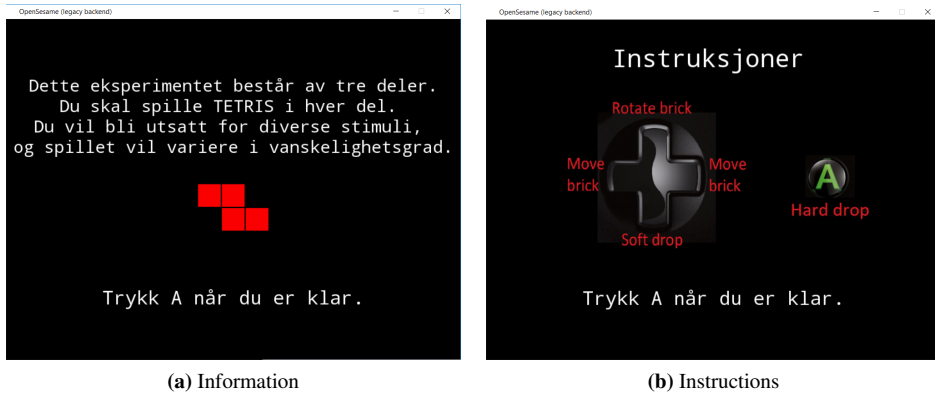 OpenSesame (legacy backend)
Dette eksperimentet består av tre deler.
Du skal spille TETRIS i hver del.
Du vil bli utsatt for diverse stimuli,
og spillet vil variere i vanskelighetsgrad.
Trykk A når du er klar.
(a) Information
OpenSesame (legacy backend)
Instruksjoner
Rotate brick
Move
brick
Move
brick
Soft drop
A
Hard drop
Trykk A når du er klar.
(b) Instructions